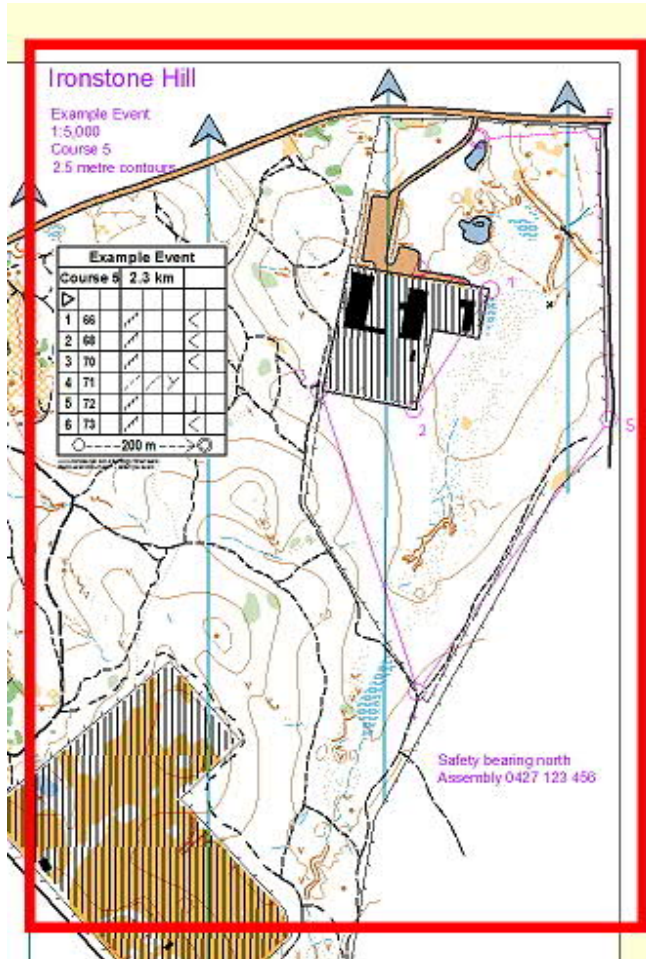 Ironstone Hill
Example Event
1:5,000
Course 5
2.5 metre contours
Example Event
Course 5 2.3 km
1 66
2 68
3 70
4 71
5 72
6 73
200 m
1
2
5
Safety bearing north
Assembly 0427 123 456